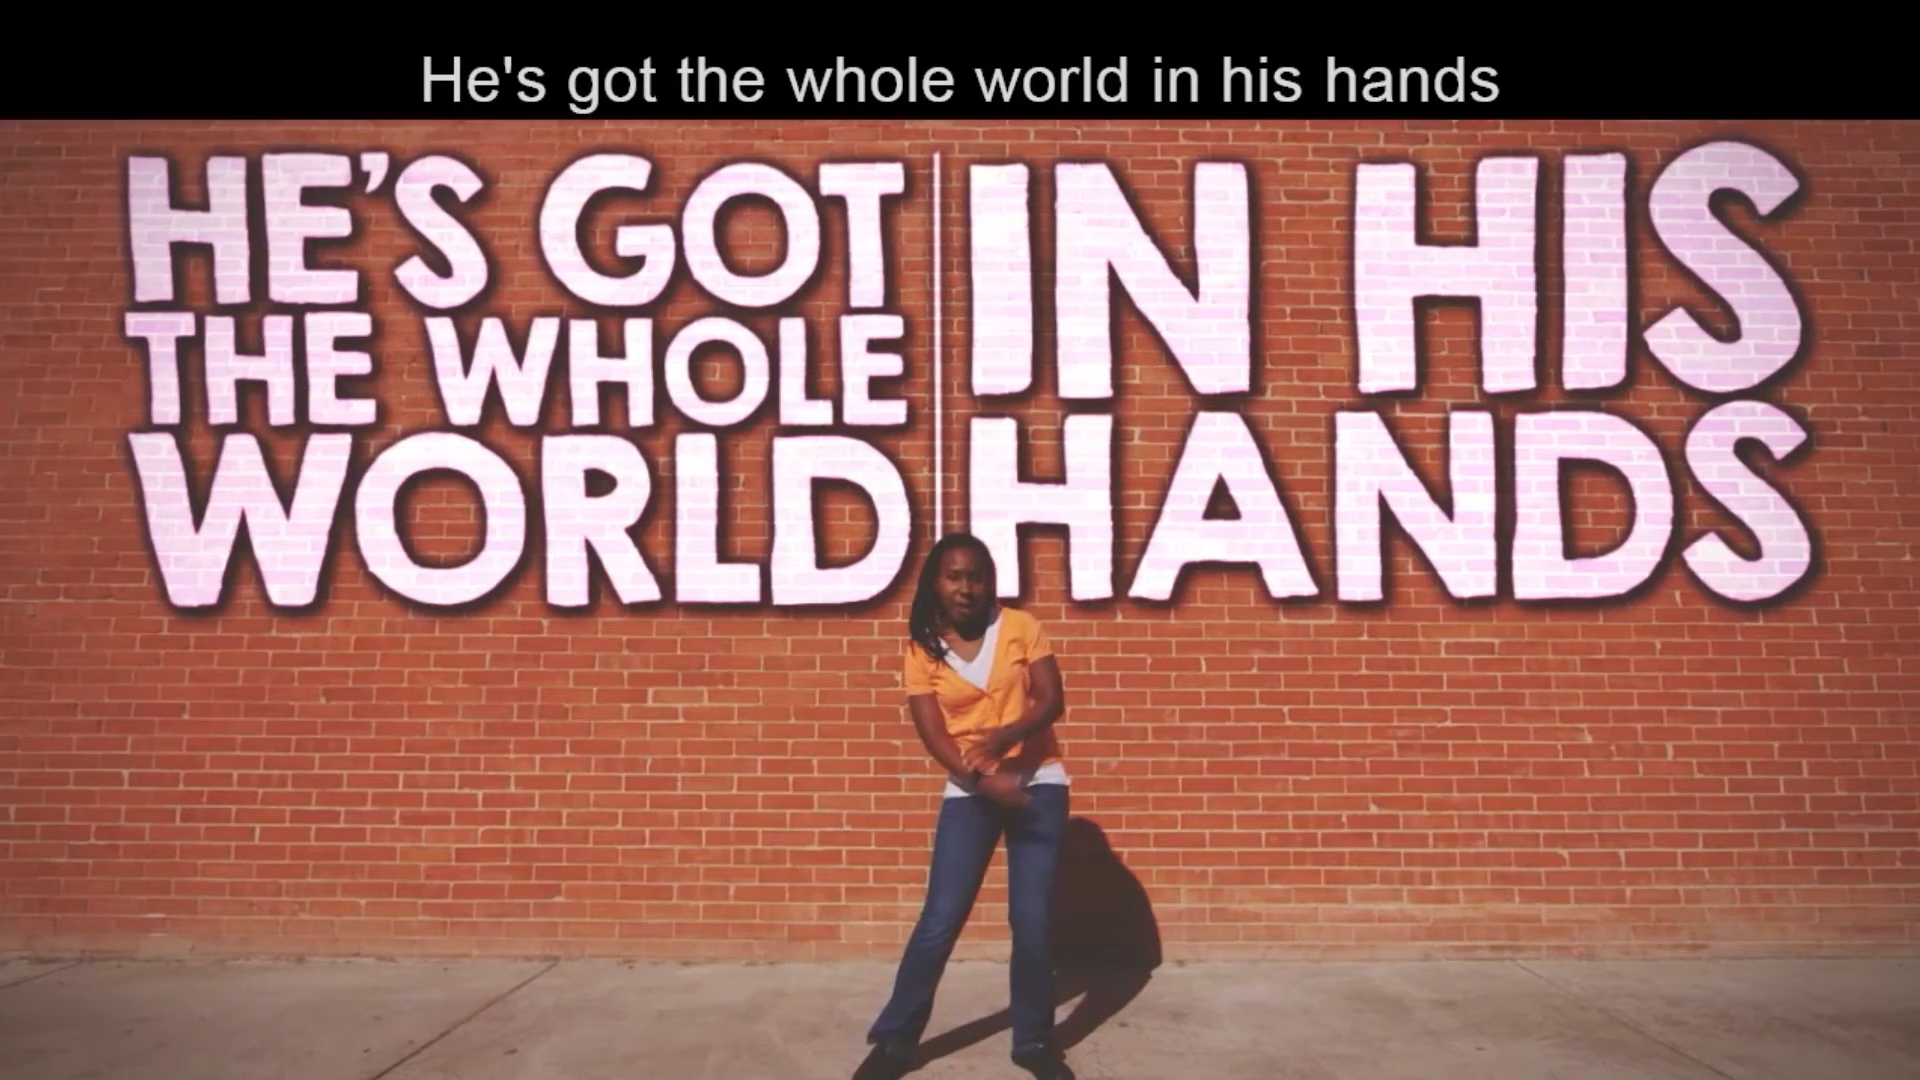 He's got the whole world in his hands
HE'S GOT
THE WHOLE
WORLD
IN HIS
HANDS